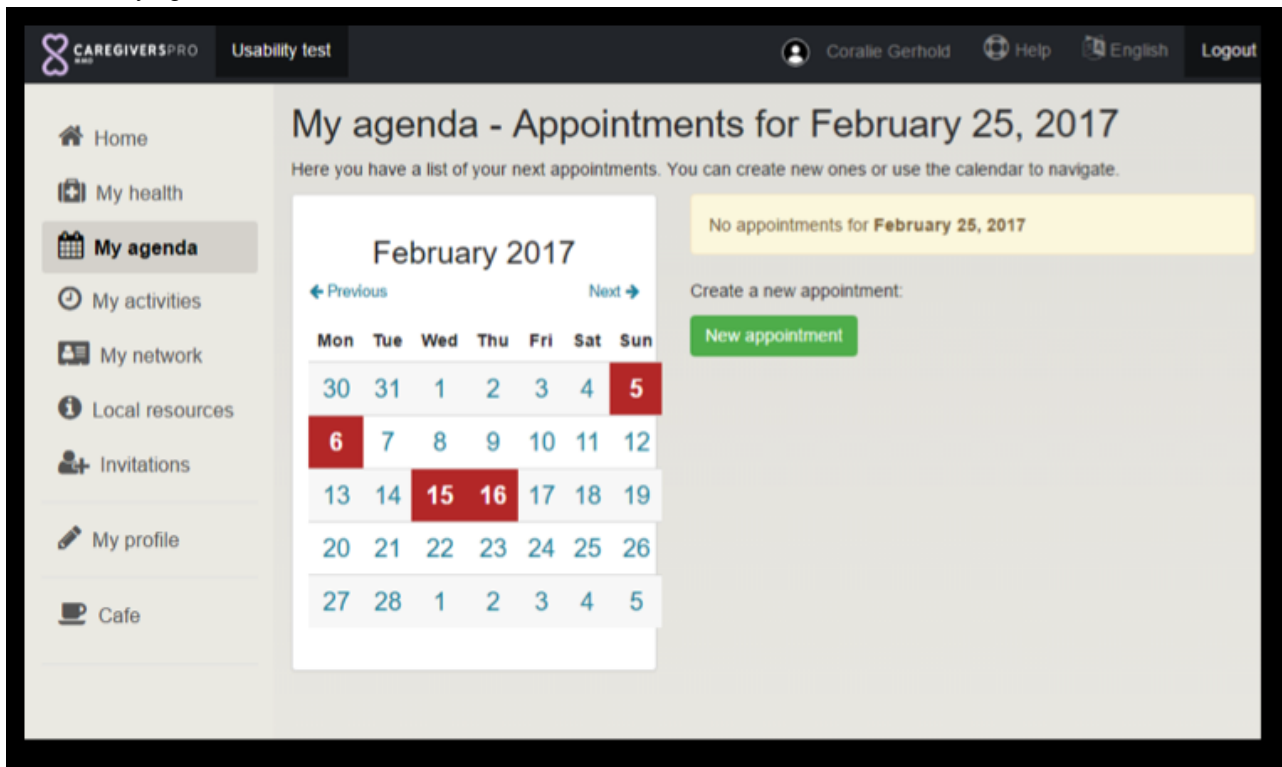 CAREGIVERSPRO
MMD
Usability test
Coralie Gerhold
Help
English
Logout
Home
My health
My agenda
My activities
My network
Local resources
Invitations
My profile
Cafe
My agenda - Appointments for February 25, 2017
Here you have a list of your next appointments. You can create new ones or use the calendar to navigate.
February 2017
Previous Next
Mon Tue Wed Thu Fri Sat Sun
30 31 1 2 3 4 5
6 7 8 9 10 11 12
13 14 15 16 17 18 19
20 21 22 23 24 25 26
27 28 1 2 3 4 5
No appointments for February 25, 2017
Create a new appointment:
New appointment